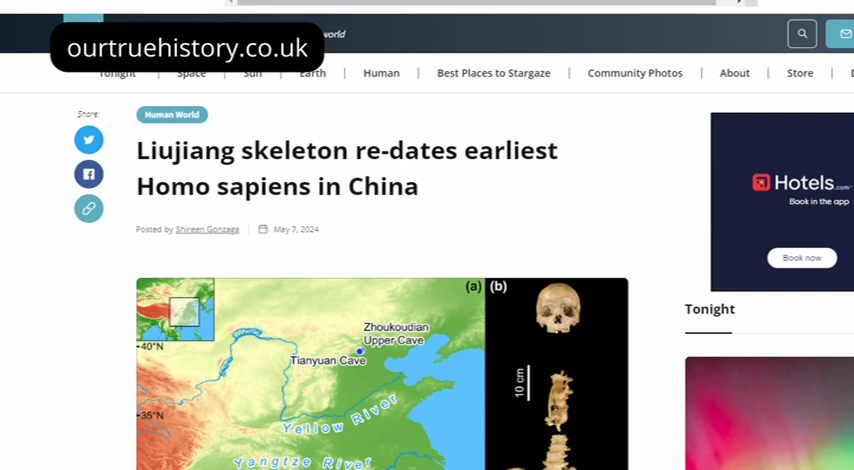 ourtruehistory.co.uk
world
Tonight | Space | Sun | Earth | Human | Best Places to Stargaze | Community Photos | About | Store |
Share:
Human World
Liujiang skeleton re-dates earliest
Homo sapiens in China
Posted by Shireen Gonzaga | May 7, 2024
Hotels.com
Book in the app
Book now
Tonight
(a) (b)
Zhoukoudian
Upper Cave
40°N
Tianyuan Cave
10 cm
35°N
Yellow River
Yangtze River